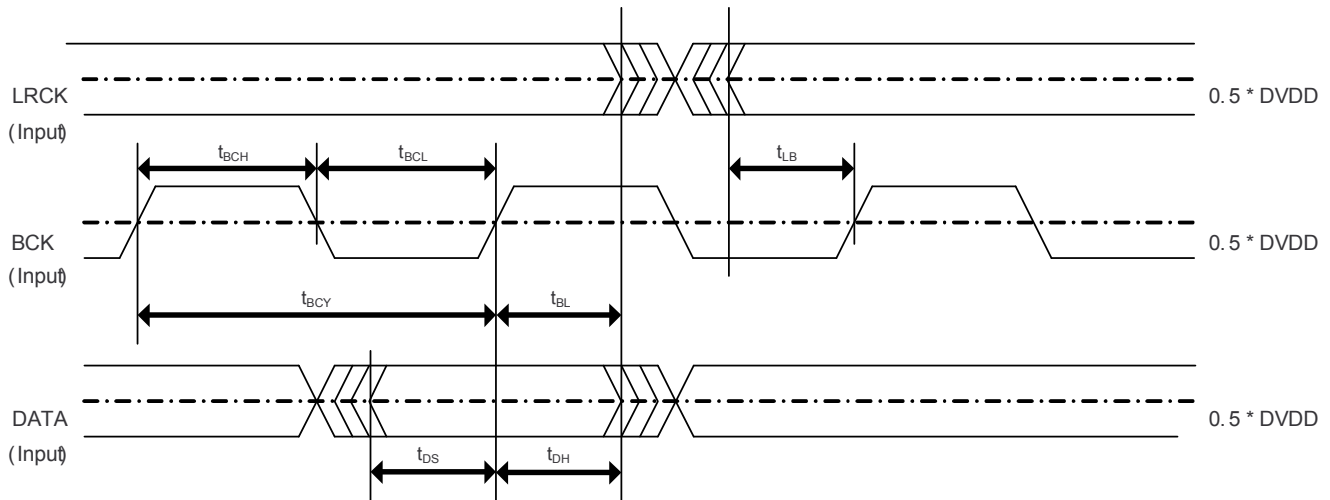 LRCK
(Input)
0.5 * DVDD
tBCH
tBCL
tLB
BCK
(Input)
0.5 * DVDD
tBCY
tBL
DATA
(Input)
0.5 * DVDD
tDS
tDH